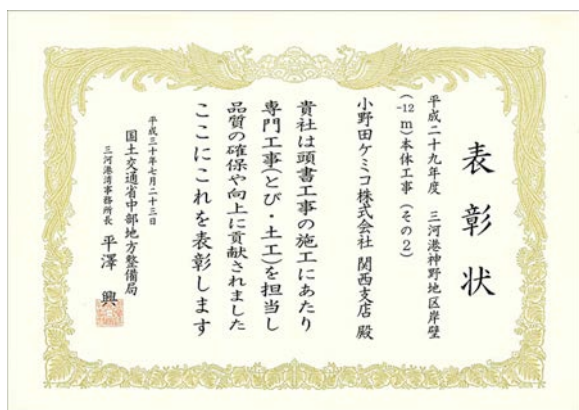 表彰状
平成二十九年度　三河港神野地区岸壁
(-12m)本体工事（その2）
小野田ケミコ株式会社 関西支店 殿
貴社は頭書工事の施工にあたり
専門工事(とび・土工)を担当し
品質の確保や向上に貢献されました
ここにこれを表彰します
平成三十年七月二十三日
国土交通省中部地方整備局
三河港湾事務所長　平澤　興